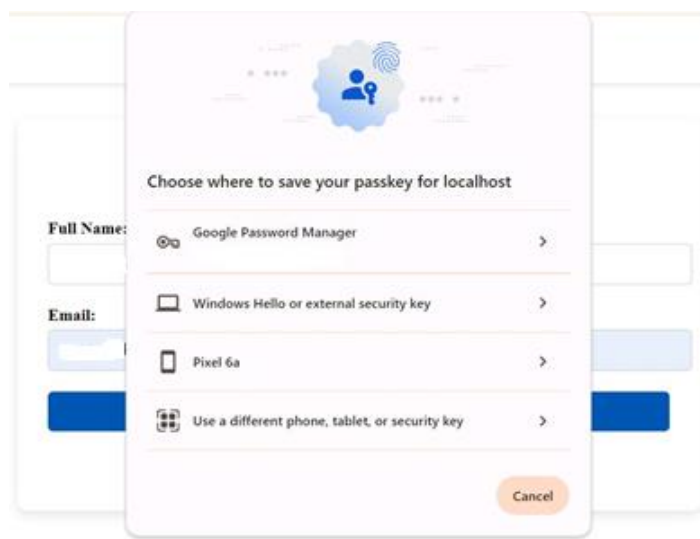 Choose where to save your passkey for localhost
Full Name:
Google Password Manager
Windows Hello or external security key
Email:
Pixel 6a
Use a different phone, tablet, or security key
Cancel